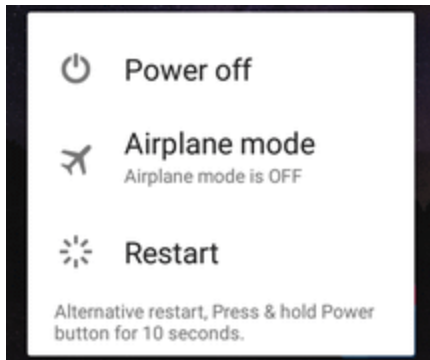 Power off
Airplane mode
Airplane mode is OFF
Restart
Alternative restart, Press & hold Power
button for 10 seconds.